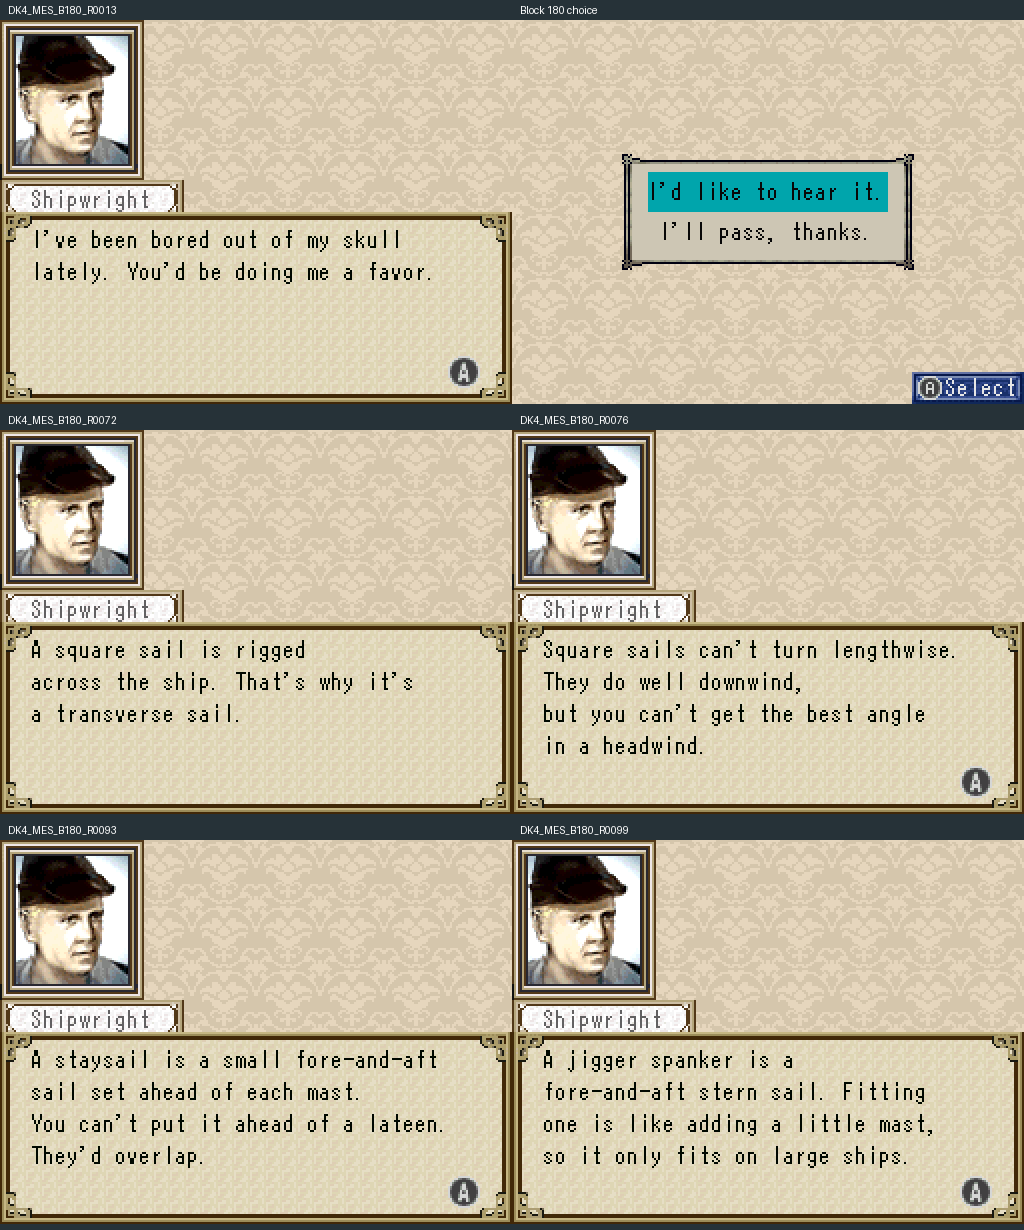 DK4_MES_B180_R0013
Block 180 choice
Shipwright
I've been bored out of my skull
lately. You'd be doing me a favor.
A
I'd like to hear it.
I'll pass, thanks.
A Select
DK4_MES_B180_R0072
DK4_MES_B180_R0076
Shipwright
A square sail is rigged
across the ship. That's why it's
a transverse sail.
Shipwright
Square sails can't turn lengthwise.
They do well downwind,
but you can't get the best angle
in a headwind.
A
DK4_MES_B180_R0093
DK4_MES_B180_R0099
Shipwright
A staysail is a small fore-and-aft
sail set ahead of each mast.
You can't put it ahead of a lateen.
They'd overlap.
A
Shipwright
A jigger spanker is a
fore-and-aft stern sail. Fitting
one is like adding a little mast,
so it only fits on large ships.
A